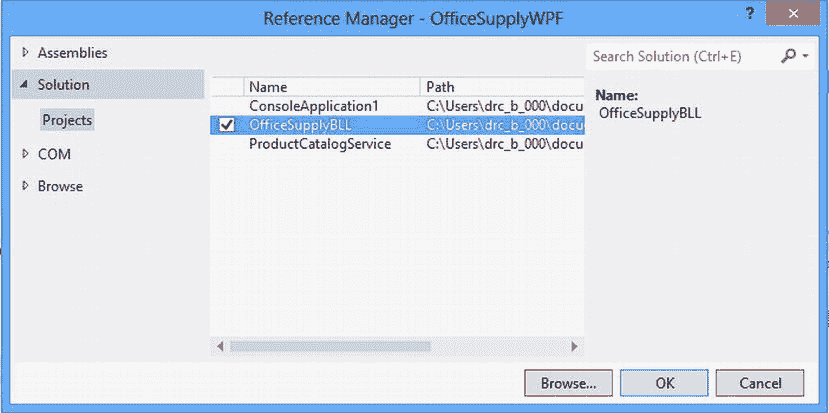 Reference Manager - OfficeSupplyWPF
?
Assemblies
Solution
Projects
COM
Browse
Search Solution (Ctrl+E)
Name Path
ConsoleApplication1 C:\Users\drc_b_000\docu
OfficeSupplyBLL C:\Users\drc_b_000\docu
ProductCatalogService C:\Users\drc_b_000\docu
Name:
OfficeSupplyBLL
Browse... OK Cancel